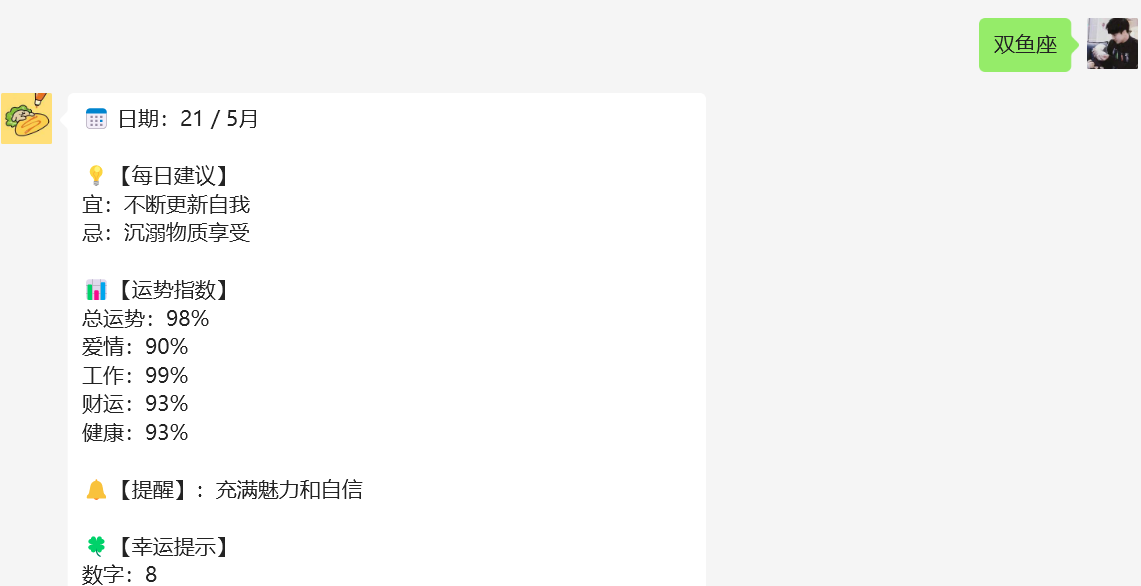 双鱼座
日期：21 / 5月
【每日建议】
宜：不断更新自我
忌：沉溺物质享受
【运势指数】
总运势：98%
爱情：90%
工作：99%
财运：93%
健康：93%
【提醒】：充满魅力和自信
【幸运提示】
数字：8